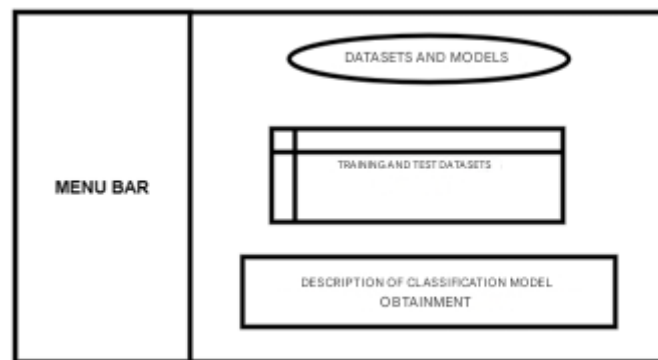 DATASETS AND MODELS
TRAINING AND TEST DATASETS
MENU BAR
DESCRIPTION OF CLASSIFICATION MODEL
OBTAINMENT